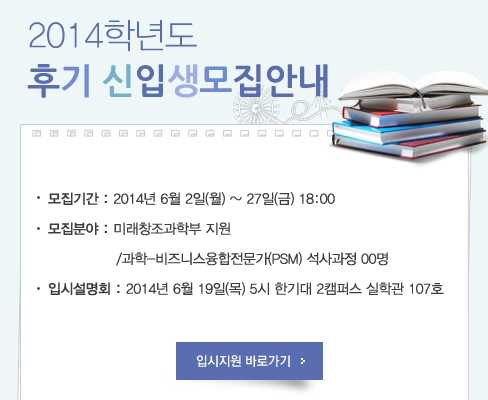 2014학년도
후기 신입생모집안내
· 모집기간 : 2014년 6월 2일(월) ~ 27일(금) 18:00
· 모집분야 : 미래창조과학부 지원
/과학-비즈니스융합전문가(PSM) 석사과정 00명
· 입시설명회 : 2014년 6월 19일(목) 5시 한기대 2캠퍼스 실학관 107호
입시지원 바로가기 >